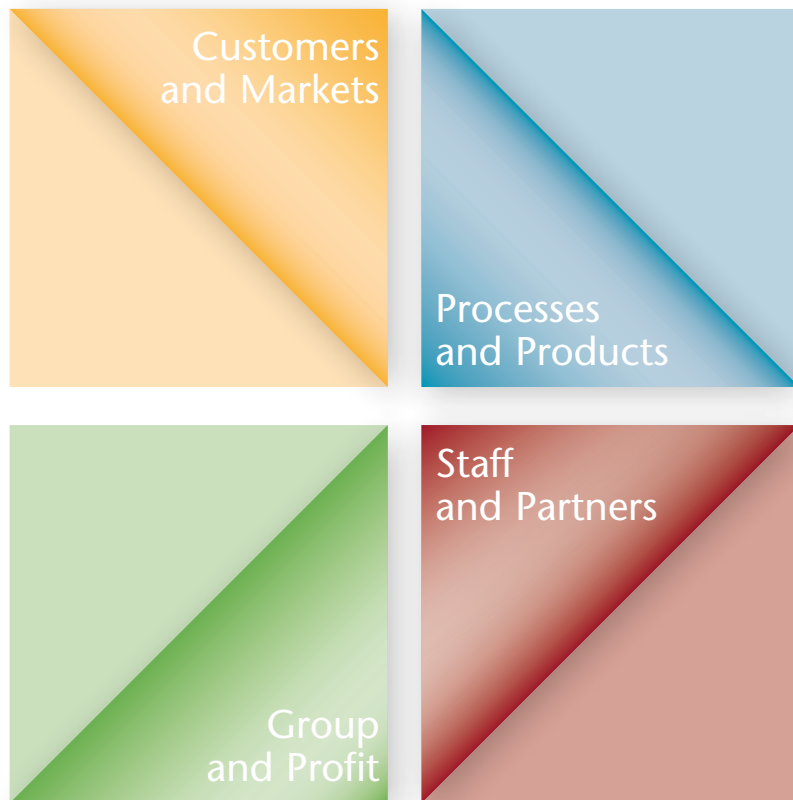 Customers
and Markets
Processes
and Products
Staff
and Partners
Group
and Profit